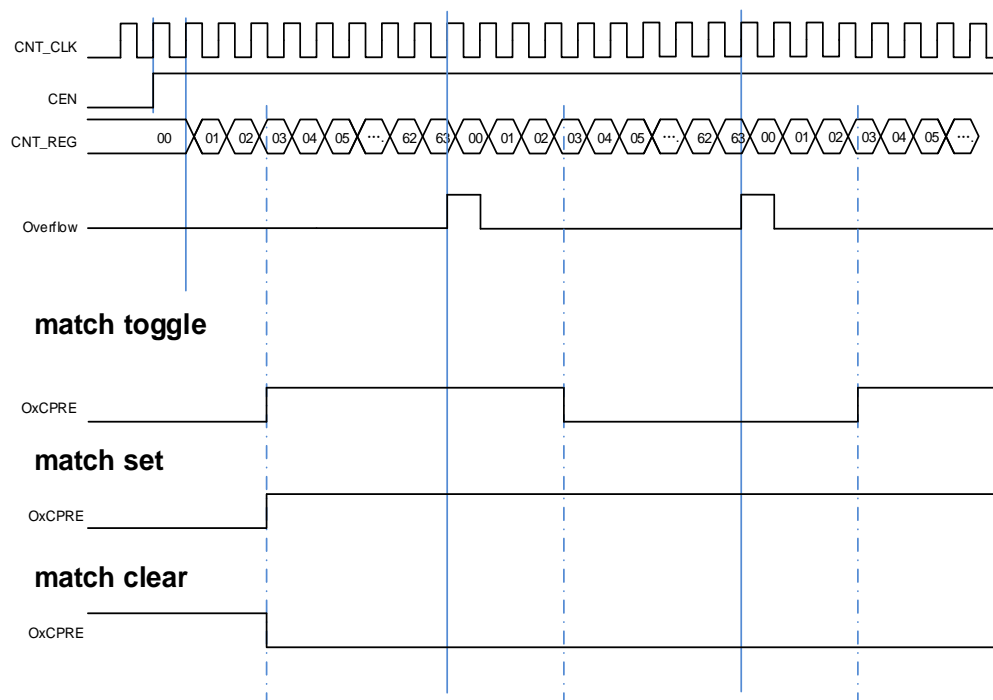 CNT_CLK
CEN
CNT_REG 00 01 02 03 04 05 ... 62 63 00 01 02 03 04 05 ... 62 63 00 01 02 03 04 05 ...
Overflow
match toggle
OxCPRE
match set
OxCPRE
match clear
OxCPRE